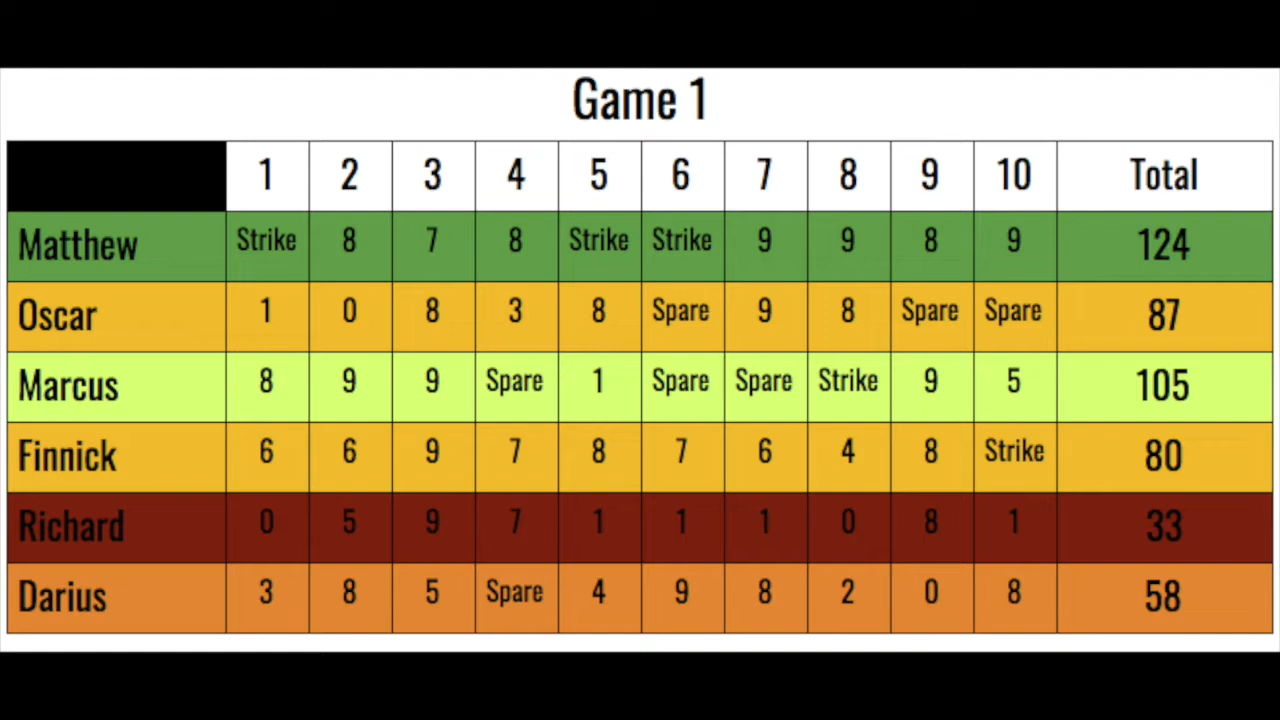 Game 1
1 2 3 4 5 6 7 8 9 10 Total
Matthew Strike 8 7 8 Strike Strike 9 9 8 9 124
Oscar 1 0 8 3 8 Spare 9 8 Spare Spare 87
Marcus 8 9 9 Spare 1 Spare Spare Strike 9 5 105
Finnick 6 6 9 7 8 7 6 4 8 Strike 80
Richard 0 5 9 7 1 1 1 0 8 1 33
Darius 3 8 5 Spare 4 9 8 2 0 8 58